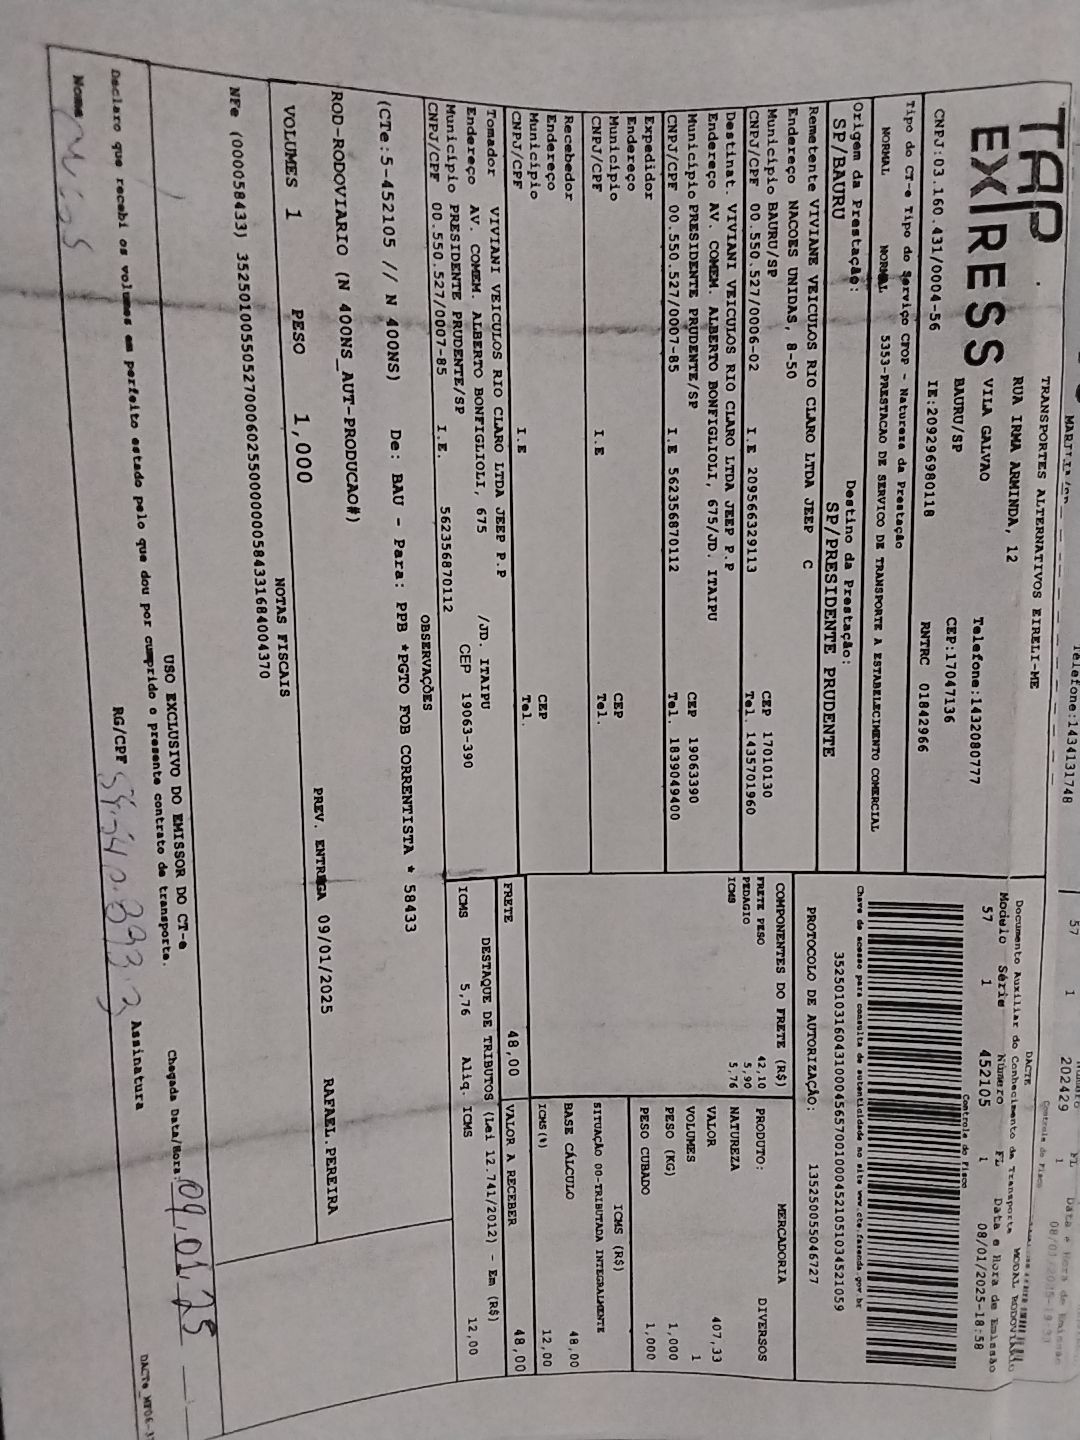 MARILIA/SP
Telefone:1434131748
57 1 202429 1 08/01/2025
TAP
EXPRESS
TRANSPORTES ALTERNATIVOS EIRELI-ME
RUA IRMA ARMINDA, 12
VILA GALVAO Telefone:1432080777
BAURU/SP CEP:17047136
CNPJ:03.160.431/0004-56 IE:209296980118 RNTRC 01842966
DACTE
Documento Auxiliar do Conhecimento de Transporte MODAL RODOVIÁRIO
Modelo Série Número FL Data e Hora de Emissão
57 1 452105 1 08/01/2025-18:58
Controle do Fisco
Tipo do CT-e Tipo do Serviço CFOP - Natureza da Prestação
NORMAL NORMAL 5353-PRESTACAO DE SERVICO DE TRANSPORTE A ESTABELECIMENTO COMERCIAL
Chave de acesso para consulta de autenticidade no site www.cte.fazenda.gov.br
35250103160431000456570010004521051034521059
Origem da Prestação: Destino da Prestação:
SP/BAURU SP/PRESIDENTE PRUDENTE
PROTOCOLO DE AUTORIZAÇÃO: 135250055046727
Remetente VIVIANE VEICULOS RIO CLARO LTDA JEEP C
Endereço NACOES UNIDAS, 8-50
Município BAURU/SP CEP 17010130
CNPJ/CPF 00.550.527/0006-02 I.E 209566329113 Tel. 1435701960
Destinat. VIVIANI VEICULOS RIO CLARO LTDA JEEP P.P
Endereço AV. COMEM. ALBERTO BONFIGLIOLI, 675/JD. ITAIPU
Município PRESIDENTE PRUDENTE/SP CEP 19063390
CNPJ/CPF 00.550.527/0007-85 I.E 562356870112 Tel. 1839049400
Expedidor
Endereço
Município CEP
CNPJ/CPF I.E Tel.
Recebedor
Endereço
Município CEP
CNPJ/CPF I.E Tel.
Tomador VIVIANI VEICULOS RIO CLARO LTDA JEEP P.P
Endereço AV. COMEM. ALBERTO BONFIGLIOLI, 675 /JD. ITAIPU
Município PRESIDENTE PRUDENTE/SP CEP 19063-390
CNPJ/CPF 00.550.527/0007-85 I.E. 562356870112
COMPONENTES DO FRETE (R$)
FRETE PESO 42,10
PEDAGIO 5,90
ICMS 5,76
MERCADORIA
PRODUTO: DIVERSOS
NATUREZA
VALOR 407,33
VOLUMES 1
PESO (KG) 1,000
PESO CUBADO 1,000
ICMS (R$)
SITUAÇÃO 00-TRIBUTADA INTEGRALMENTE
BASE CÁLCULO 48,00
ICMS (%) 12,00
FRETE 48,00 VALOR A RECEBER 48,00
DESTAQUE DE TRIBUTOS (Lei 12.741/2012) - Em (R$)
ICMS 5,76 Aliq. ICMS 12,00
OBSERVAÇÕES
(CTe:5-452105 // N 400NS) De: BAU - Para: PPB *PGTO FOB CORRENTISTA * 58433
ROD-RODOVIARIO (N 400NS_AUT-PRODUCAO#)
PREV. ENTREGA 09/01/2025 RAFAEL.PEREIRA
VOLUMES 1 PESO 1,000
NOTAS FISCAIS
NFe (000058433) 35250100550527000602550000000584331684004370
USO EXCLUSIVO DO EMISSOR DO CT-e
Declaro que recebi os volumes em perfeito estado pelo que dou por cumprido o presente contrato de transporte.
Chegada Data/Hora: 09,01,25
Nome RG/CPF Assinatura